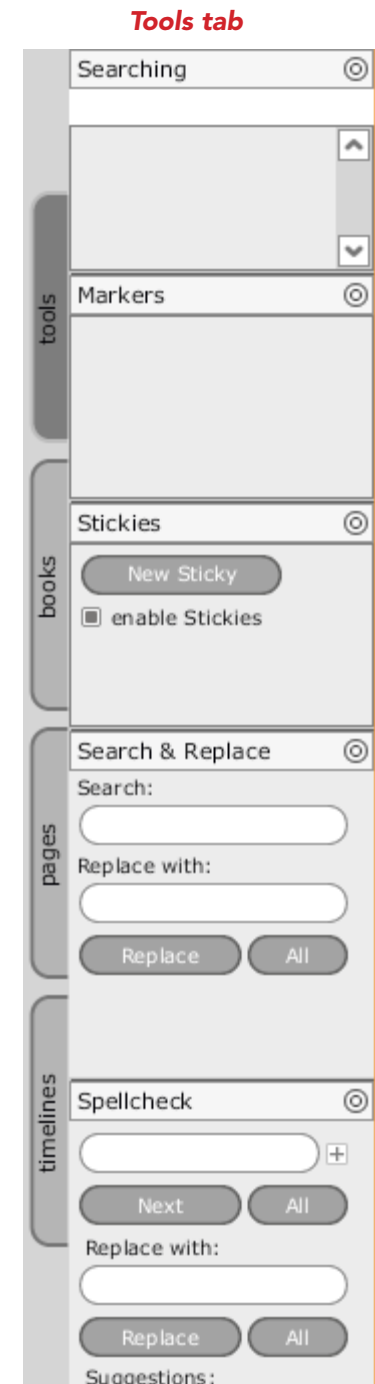 Tools tab
Searching
tools
Markers
books
Stickies
New Sticky
enable Stickies
pages
Search & Replace
Search:
Replace with:
Replace All
timelines
Spellcheck
Next All
Replace with:
Replace All
Suggestions: